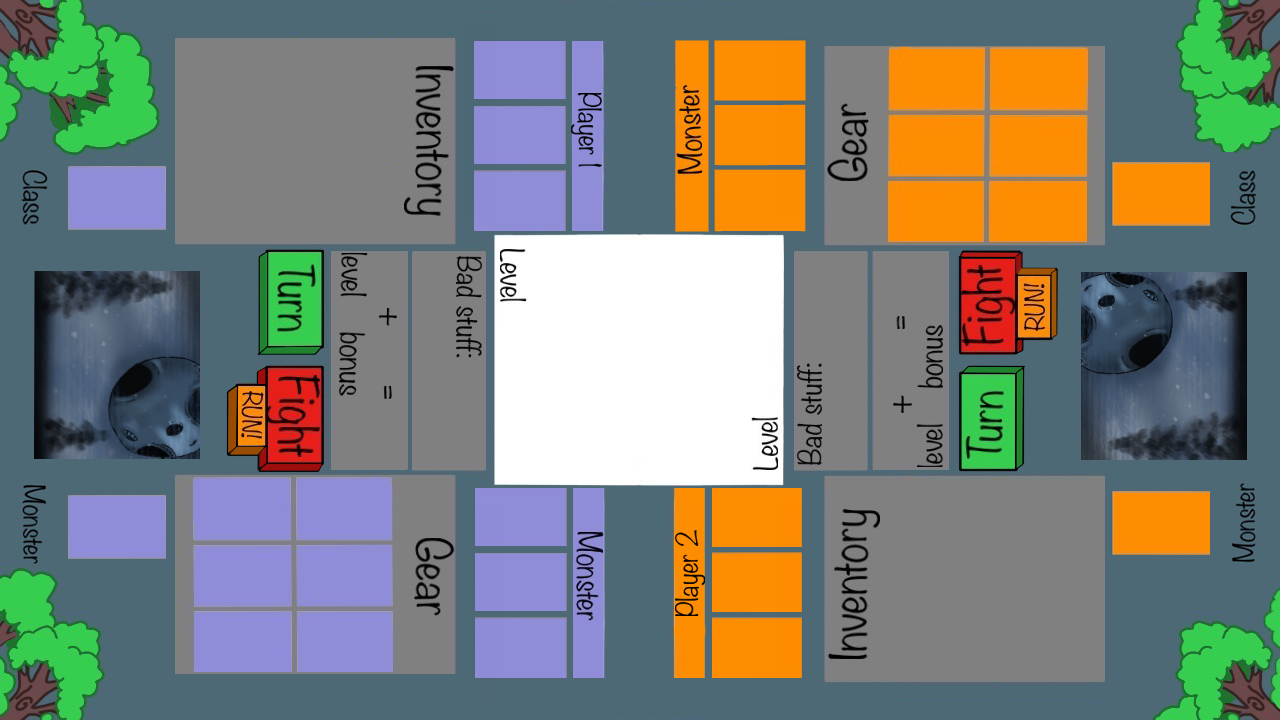 Inventory
Player 1
Class
Turn
Fight
RUN!
level bonus
+ =
Bad stuff:
Level
Monster
Gear
Monster
Monster
Gear
Class
Fight
RUN!
Turn
=
+
level bonus
Bad stuff:
Level
Player 2
Inventory
Monster